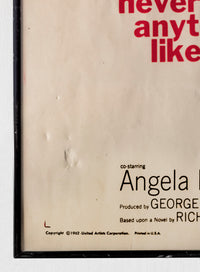 never
anyt
like
co-starring
Angela
Produced by GEORGE
Based upon a Novel by RICH
L
Copyright ©1962 United Artists Corporation. Printed in U.S.A.